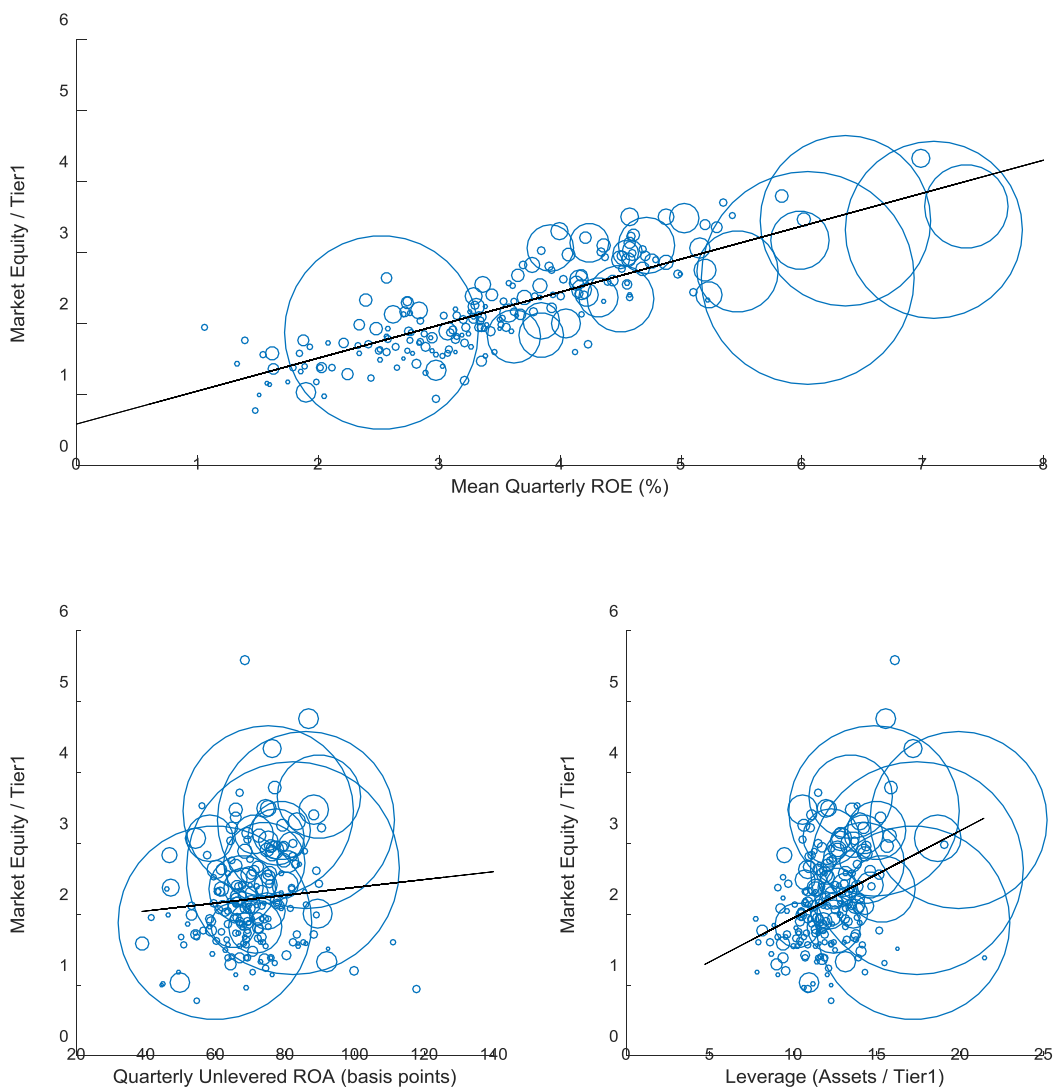 6
5
4
3
2
1
0
Market Equity / Tier1
0 1 2 3 4 5 6 7 8
Mean Quarterly ROE (%)
6
5
4
3
2
1
0
Market Equity / Tier1
20 40 60 80 100 120 140
Quarterly Unlevered ROA (basis points)
6
5
4
3
2
1
0
Market Equity / Tier1
0 5 10 15 20 25
Leverage (Assets / Tier1)